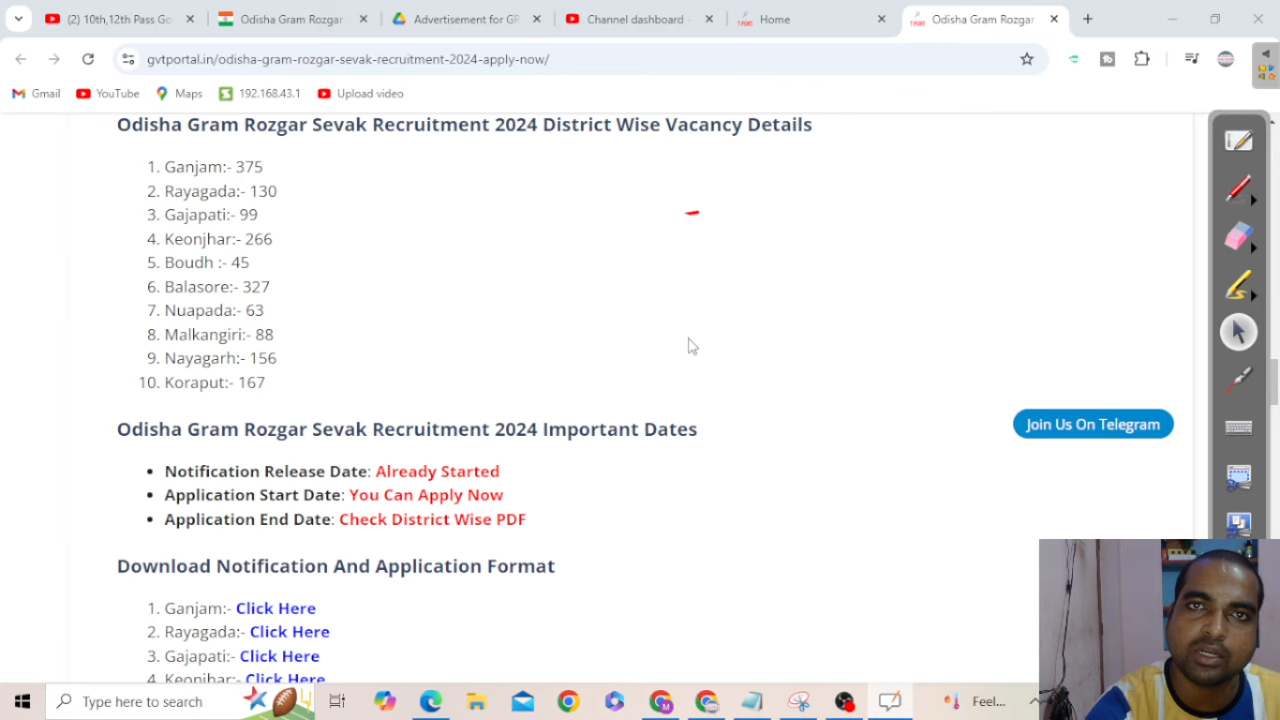 (2) 10th,12th Pass Go
Odisha Gram Rozgar
Advertisement for GR
Channel dashboard -
Home
Odisha Gram Rozgar
gvtportal.in/odisha-gram-rozgar-sevak-recruitment-2024-apply-now/
Gmail YouTube Maps 192.168.43.1 Upload video
Odisha Gram Rozgar Sevak Recruitment 2024 District Wise Vacancy Details
1. Ganjam:- 375
2. Rayagada:- 130
3. Gajapati:- 99
4. Keonjhar:- 266
5. Boudh :- 45
6. Balasore:- 327
7. Nuapada:- 63
8. Malkangiri:- 88
9. Nayagarh:- 156
10. Koraput:- 167
Odisha Gram Rozgar Sevak Recruitment 2024 Important Dates
Join Us On Telegram
Notification Release Date: Already Started
Application Start Date: You Can Apply Now
Application End Date: Check District Wise PDF
Download Notification And Application Format
1. Ganjam:- Click Here
2. Rayagada:- Click Here
3. Gajapati:- Click Here
4. Keonjhar:- Click Here
Type here to search
Feel...